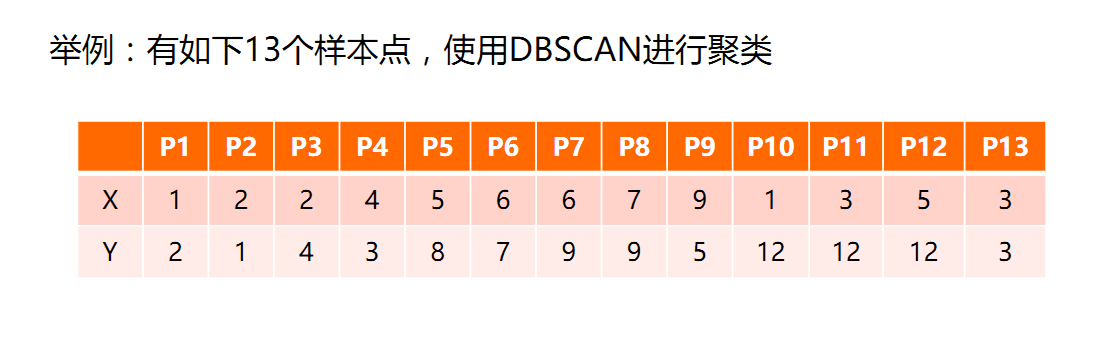 举例：有如下13个样本点，使用DBSCAN进行聚类
P1 P2 P3 P4 P5 P6 P7 P8 P9 P10 P11 P12 P13
X 1 2 2 4 5 6 6 7 9 1 3 5 3
Y 2 1 4 3 8 7 9 9 5 12 12 12 3